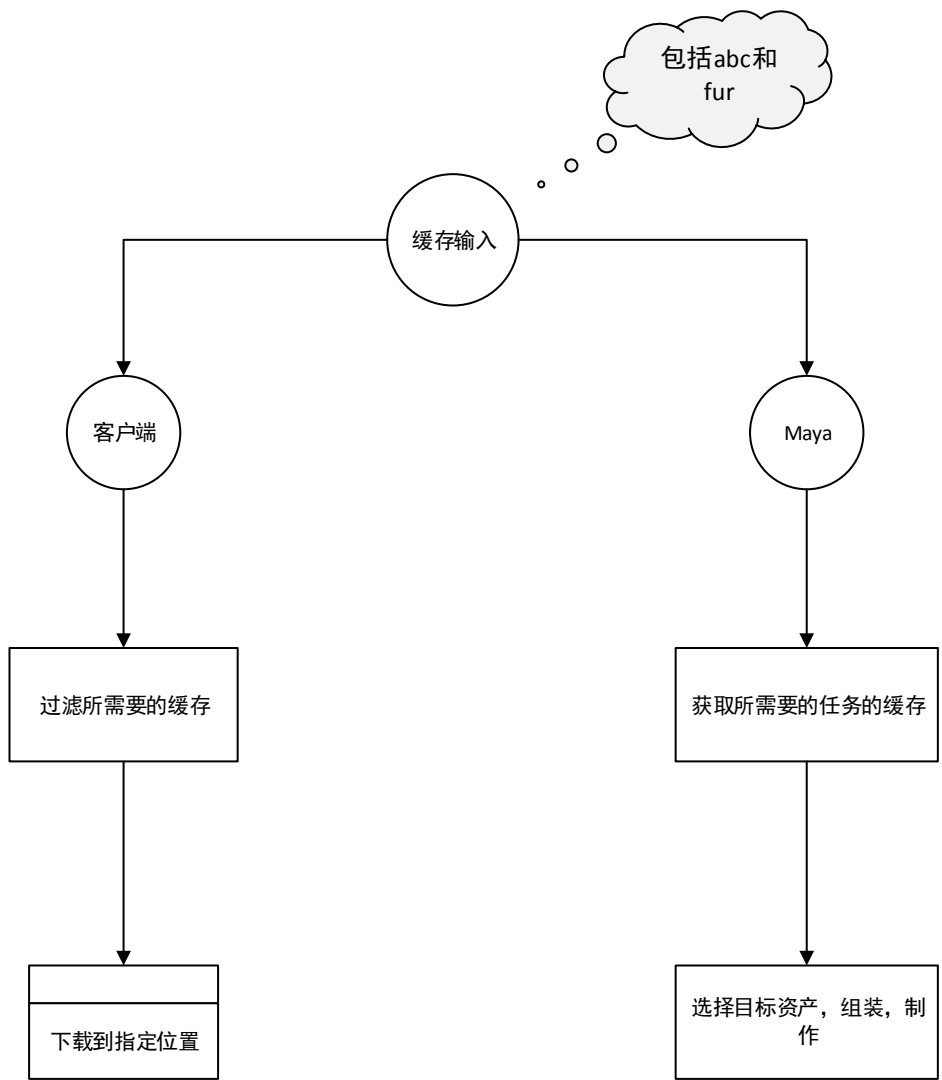 包括abc和
fur
缓存输入
客户端
Maya
过滤所需要的缓存
获取所需要的任务的缓存
下载到指定位置
选择目标资产，组装，制
作